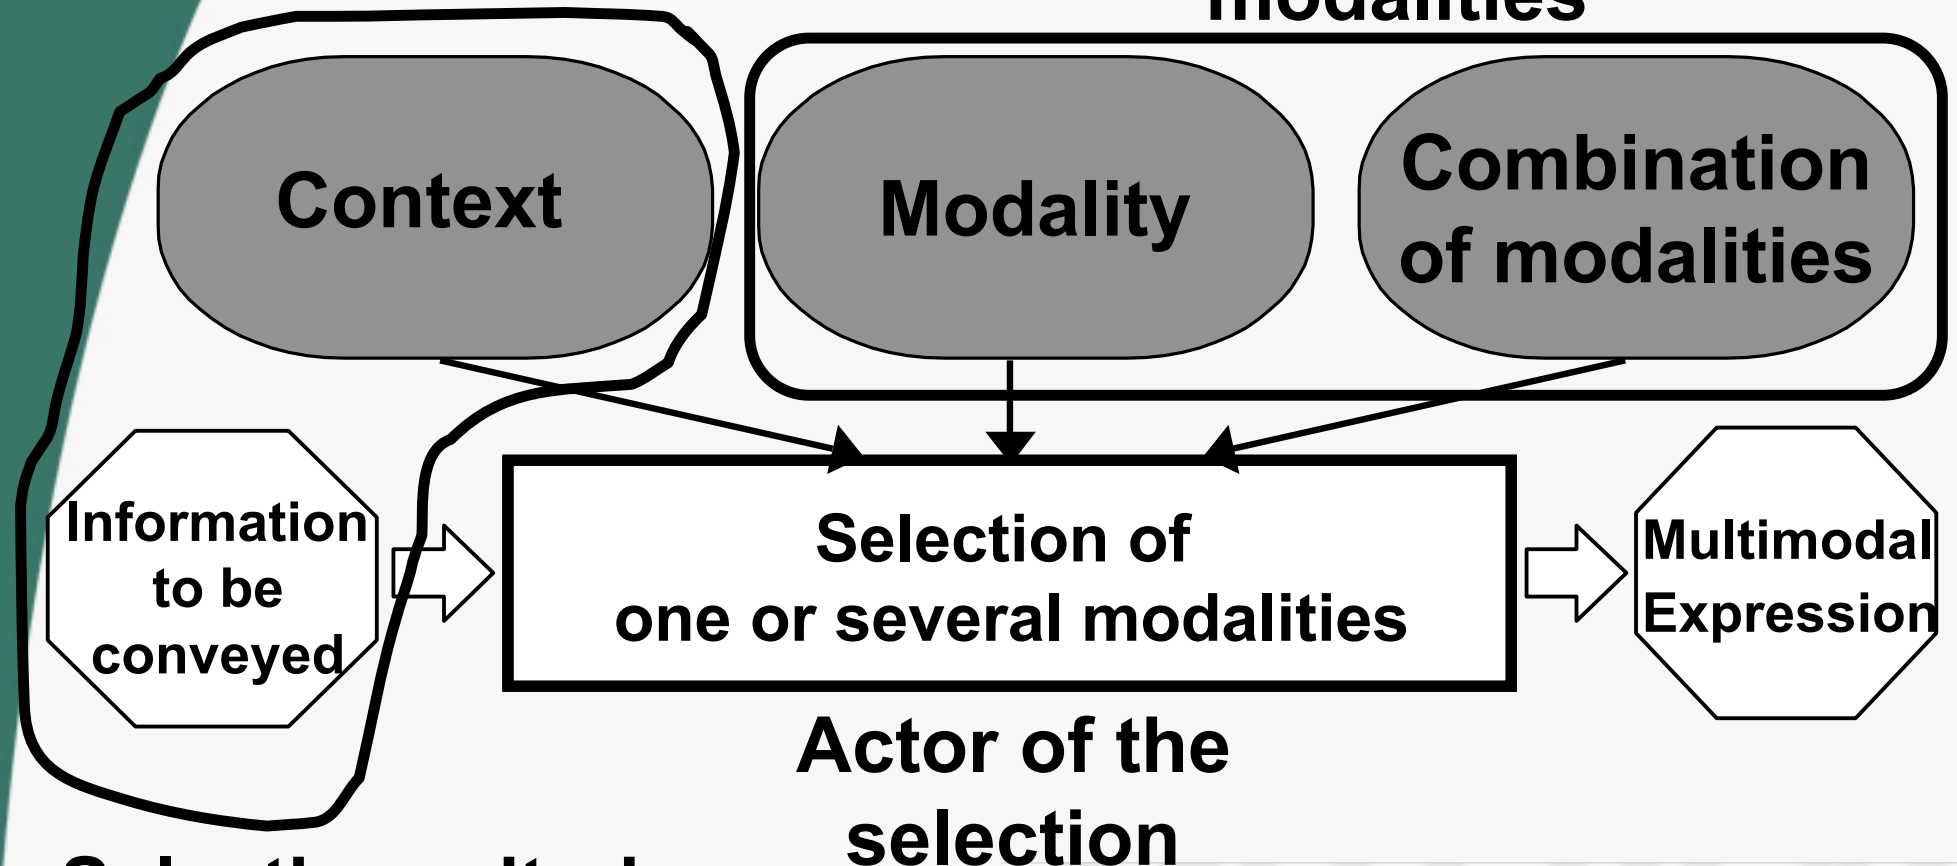 modalities
Context
Modality
Combination
of modalities
Information
to be
conveyed
Selection of
one or several modalities
Multimodal
Expression
Actor of the
selection